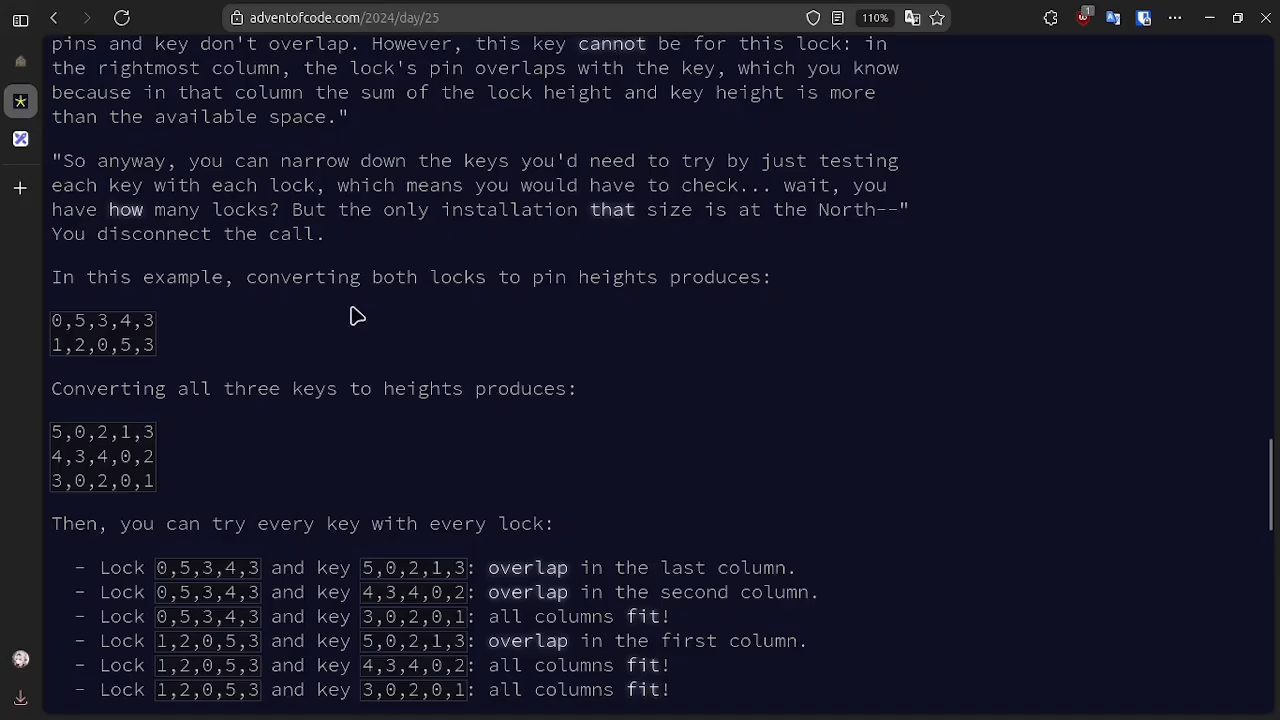 adventofcode.com/2024/day/25
110%
1
pins and key don't overlap. However, this key cannot be for this lock: in
the rightmost column, the lock's pin overlaps with the key, which you know
because in that column the sum of the lock height and key height is more
than the available space."
"So anyway, you can narrow down the keys you'd need to try by just testing
each key with each lock, which means you would have to check... wait, you
have how many locks? But the only installation that size is at the North--"
You disconnect the call.
In this example, converting both locks to pin heights produces:
0,5,3,4,3
1,2,0,5,3
Converting all three keys to heights produces:
5,0,2,1,3
4,3,4,0,2
3,0,2,0,1
Then, you can try every key with every lock:
- Lock 0,5,3,4,3 and key 5,0,2,1,3: overlap in the last column.
- Lock 0,5,3,4,3 and key 4,3,4,0,2: overlap in the second column.
- Lock 0,5,3,4,3 and key 3,0,2,0,1: all columns fit!
- Lock 1,2,0,5,3 and key 5,0,2,1,3: overlap in the first column.
- Lock 1,2,0,5,3 and key 4,3,4,0,2: all columns fit!
- Lock 1,2,0,5,3 and key 3,0,2,0,1: all columns fit!